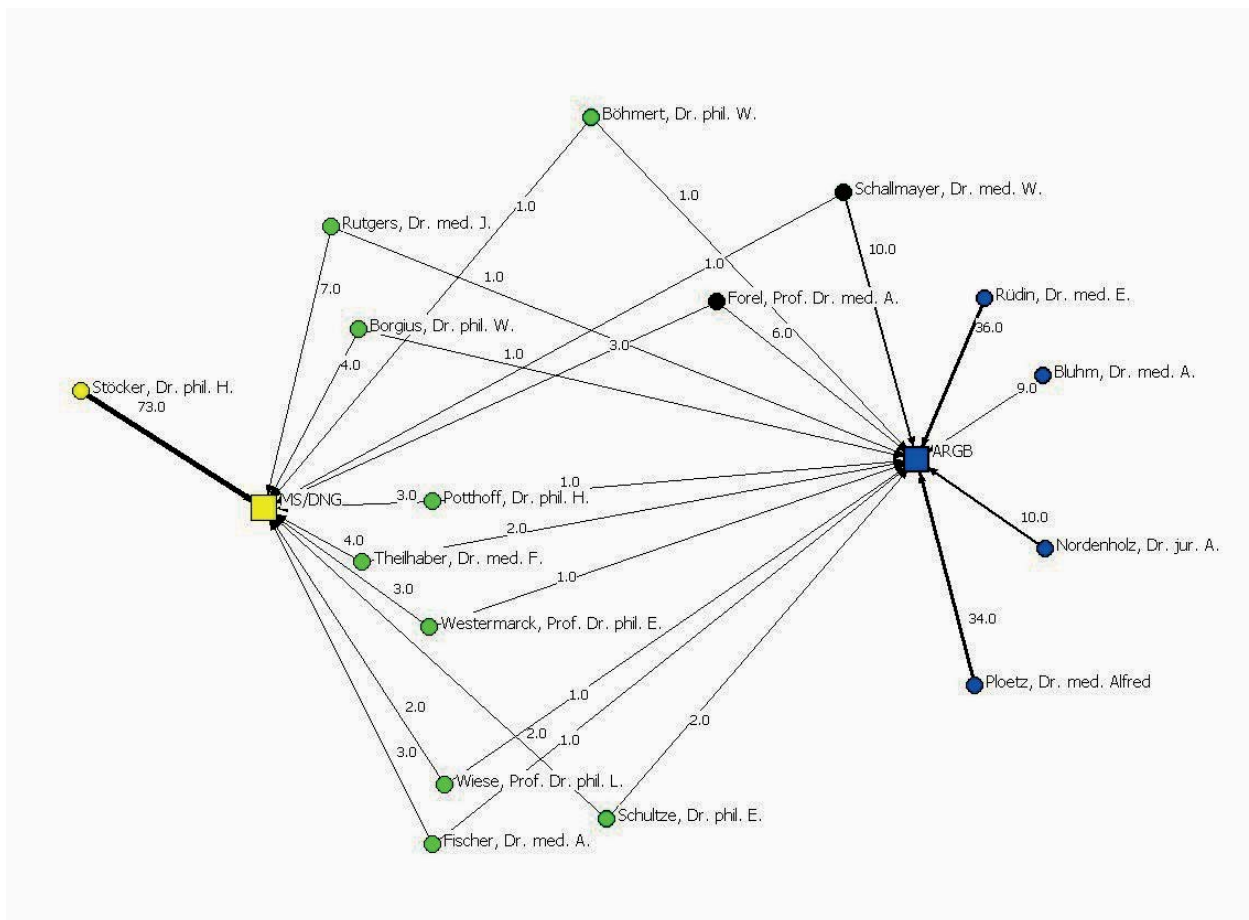 Böhmert, Dr. phil. W.
Schallmayer, Dr. med. W.
1.0
1.0
Rutgers, Dr. med. J.
10.0
1.0
1.0
7.0
Rüdin, Dr. med. E.
Forel, Prof. Dr. med. A.
Borgius, Dr. phil. W.
36.0
6.0
3.0
1.0
4.0
Bluhm, Dr. med. A.
Stöcker, Dr. phil. H.
9.0
73.0
ARGB
1.0
MS/DNG
3.0
Potthoff, Dr. phil. H.
10.0
2.0
4.0
Nordenholz, Dr. jur. A.
Theilhaber, Dr. med. F.
1.0
3.0
34.0
Westermarck, Prof. Dr. phil. E.
Ploetz, Dr. med. Alfred
1.0
2.0
2.0
2.0
1.0
3.0
Wiese, Prof. Dr. phil. L.
Schultze, Dr. phil. E.
Fischer, Dr. med. A.